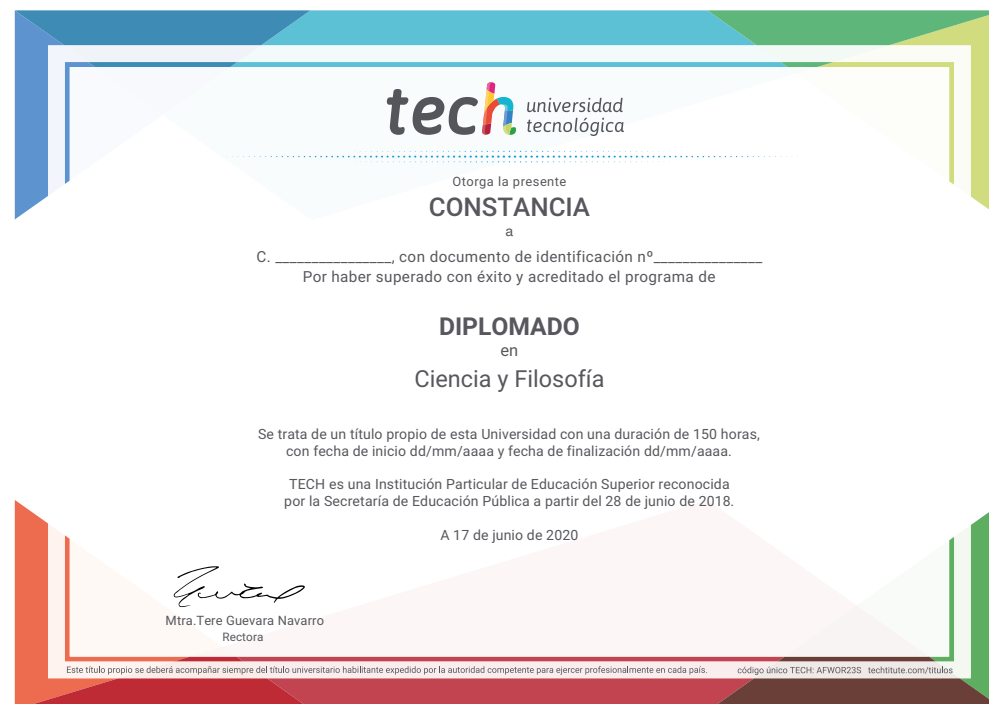 tech universidad
tecnológica
Otorga la presente
CONSTANCIA
a
C. ________________, con documento de identificación nº_______________
Por haber superado con éxito y acreditado el programa de
DIPLOMADO
en
Ciencia y Filosofía
Se trata de un título propio de esta Universidad con una duración de 150 horas,
con fecha de inicio dd/mm/aaaa y fecha de finalización dd/mm/aaaa.
TECH es una Institución Particular de Educación Superior reconocida
por la Secretaría de Educación Pública a partir del 28 de junio de 2018.
A 17 de junio de 2020
Mtra.Tere Guevara Navarro
Rectora
Este título propio se deberá acompañar siempre del título universitario habilitante expedido por la autoridad competente para ejercer profesionalmente en cada país. código único TECH: AFWOR23S techtitute.com/titulos